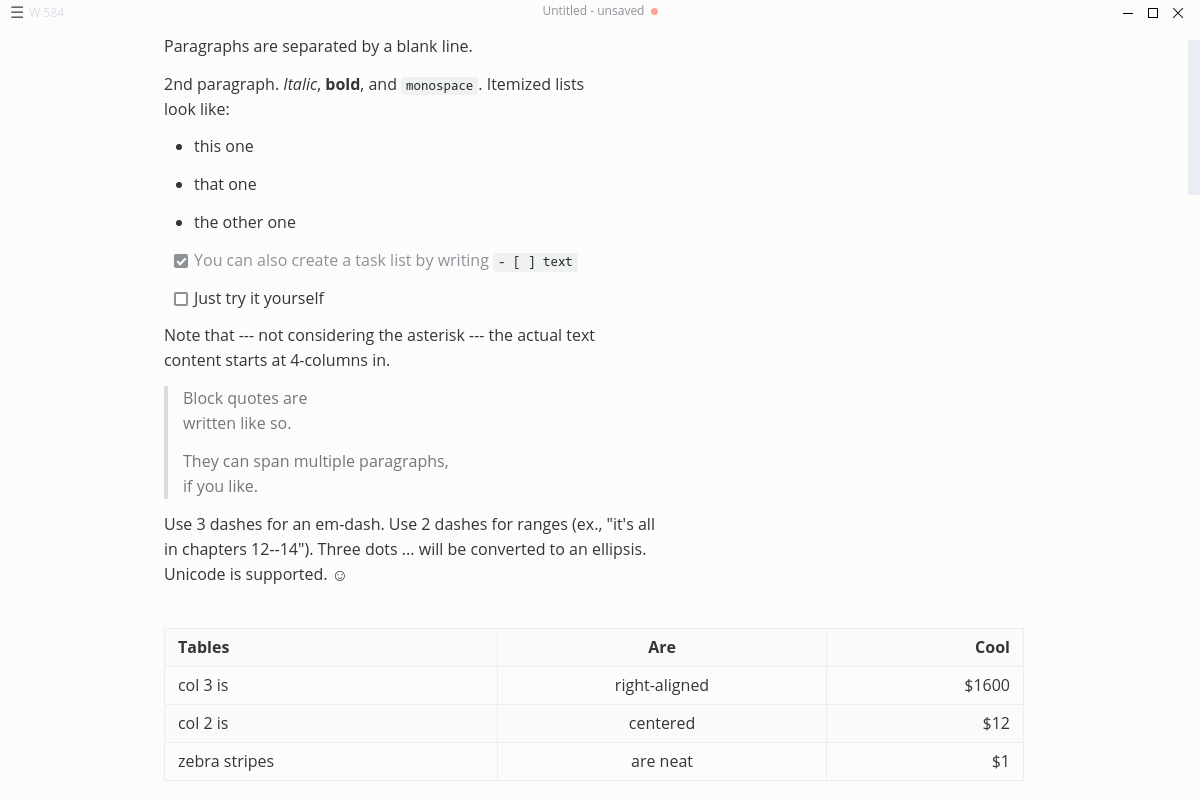 W 584
Untitled - unsaved
Paragraphs are separated by a blank line.
2nd paragraph. Italic, bold, and monospace. Itemized lists
look like:
this one
that one
the other one
You can also create a task list by writing - [ ] text
Just try it yourself
Note that --- not considering the asterisk --- the actual text
content starts at 4-columns in.
Block quotes are
written like so.
They can span multiple paragraphs,
if you like.
Use 3 dashes for an em-dash. Use 2 dashes for ranges (ex., "it's all
in chapters 12--14"). Three dots ... will be converted to an ellipsis.
Unicode is supported. ☺
Tables Are Cool
col 3 is right-aligned $1600
col 2 is centered $12
zebra stripes are neat $1